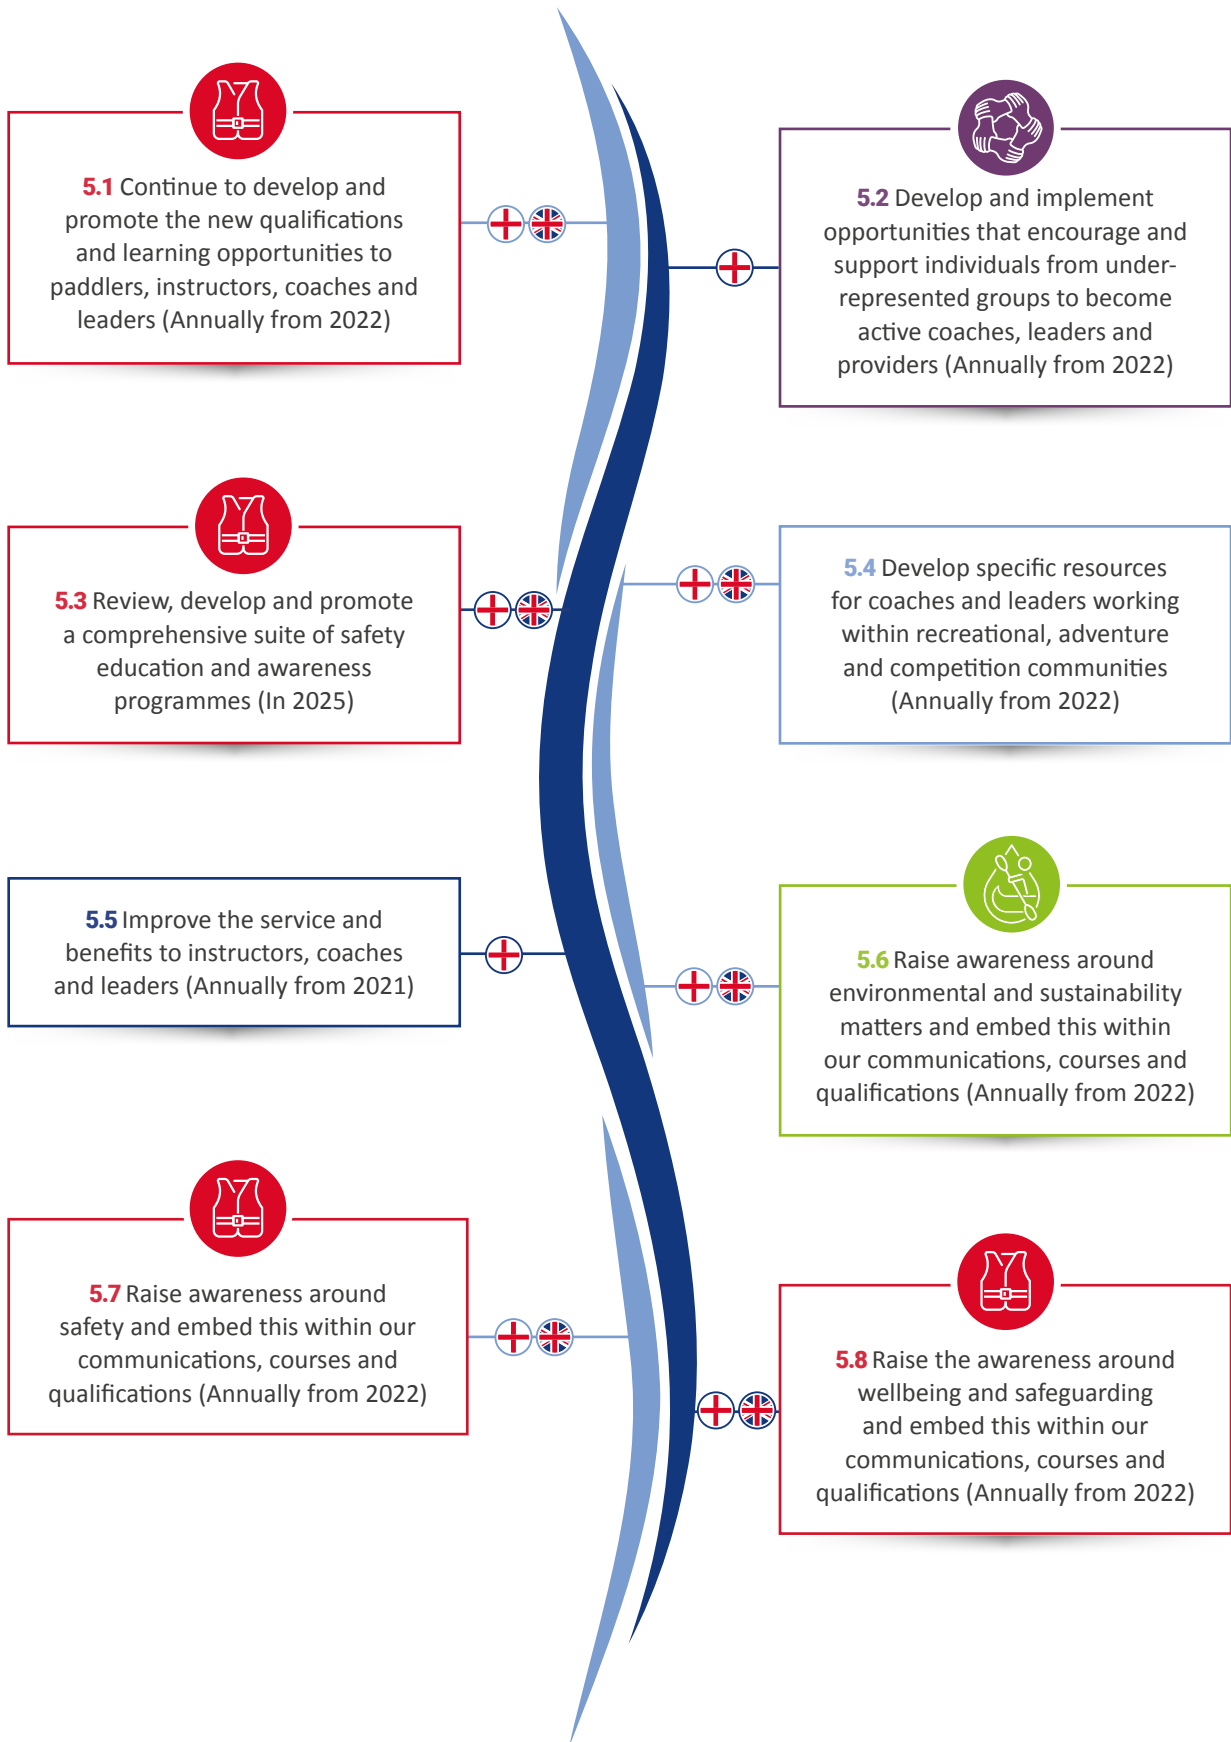 5.1 Continue to develop and
promote the new qualifications
and learning opportunities to
paddlers, instructors, coaches and
leaders (Annually from 2022)
5.2 Develop and implement
opportunities that encourage and
support individuals from under-
represented groups to become
active coaches, leaders and
providers (Annually from 2022)
5.3 Review, develop and promote
a comprehensive suite of safety
education and awareness
programmes (In 2025)
5.4 Develop specific resources
for coaches and leaders working
within recreational, adventure
and competition communities
(Annually from 2022)
5.5 Improve the service and
benefits to instructors, coaches
and leaders (Annually from 2021)
5.6 Raise awareness around
environmental and sustainability
matters and embed this within
our communications, courses and
qualifications (Annually from 2022)
5.7 Raise awareness around
safety and embed this within our
communications, courses and
qualifications (Annually from 2022)
5.8 Raise the awareness around
wellbeing and safeguarding
and embed this within our
communications, courses and
qualifications (Annually from 2022)